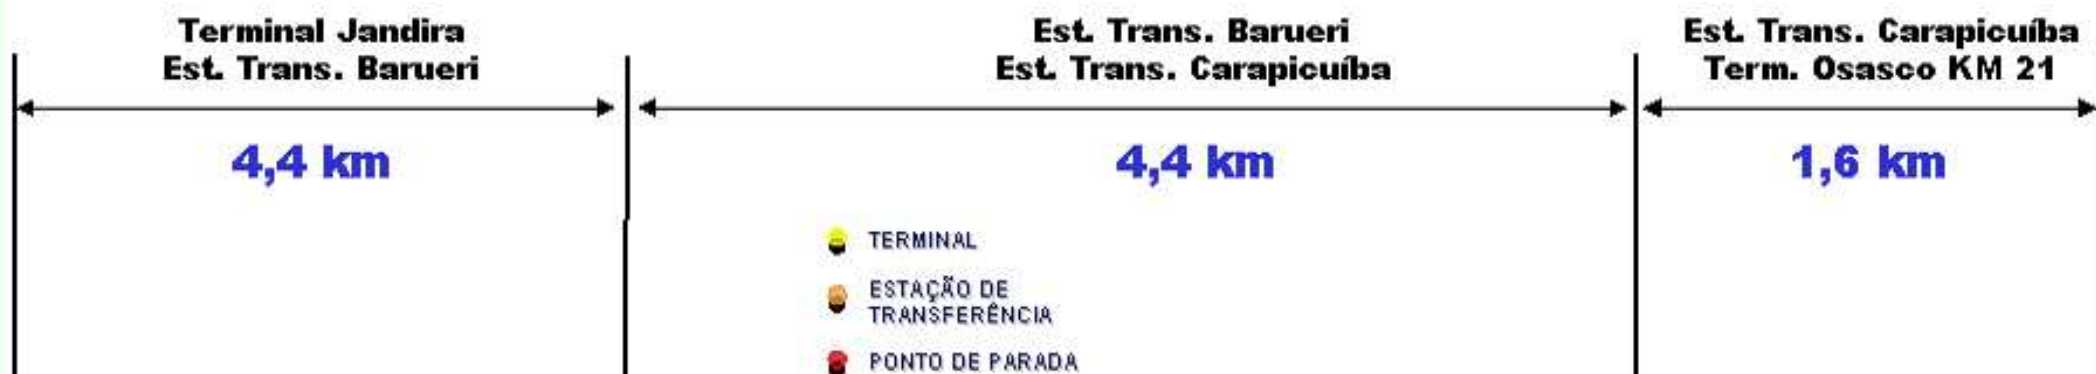 Terminal Jandira
Est. Trans. Barueri
4,4 km
Est. Trans. Barueri
Est. Trans. Carapicuíba
4,4 km
Est. Trans. Carapicuíba
Term. Osasco KM 21
1,6 km
TERMINAL
ESTAÇÃO DE
TRANSFERÊNCIA
PONTO DE PARADA